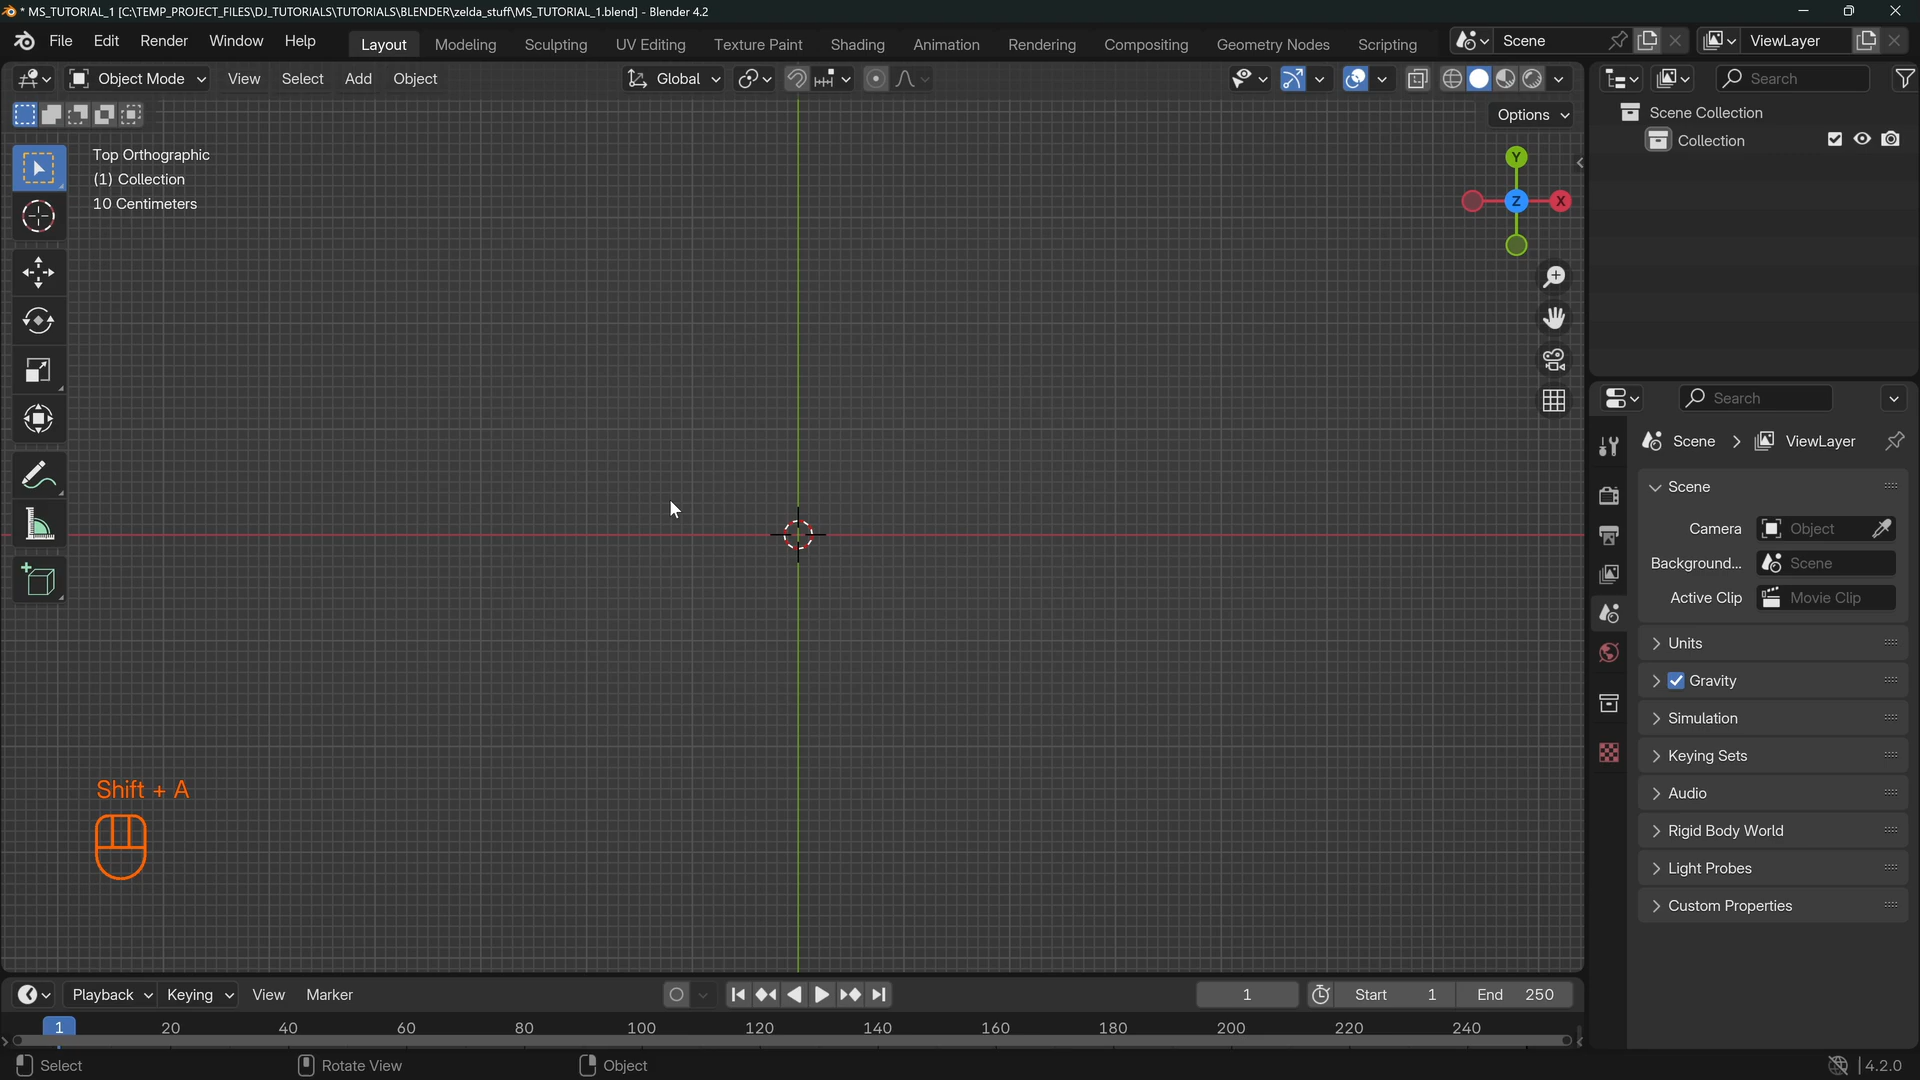 * MS_TUTORIAL_1 [C:\TEMP_PROJECT_FILES\DJ_TUTORIALS\TUTORIALS\BLENDER\zelda_stuff\MS_TUTORIAL_1.blend] - Blender 4.2
File Edit Render Window Help Layout Modeling Sculpting UV Editing Texture Paint Shading Animation Rendering Compositing Geometry Nodes Scripting Scene ViewLayer
Object Mode View Select Add Object Global Search
Options
Scene Collection
Collection
Top Orthographic
(1) Collection
10 Centimeters
Y
Z
X
Search
Scene ViewLayer
Scene
Camera Object
Background... Scene
Active Clip Movie Clip
Units
Gravity
Simulation
Keying Sets
Audio
Rigid Body World
Light Probes
Custom Properties
Shift + A
Playback Keying View Marker 1 Start 1 End 250
1 20 40 60 80 100 120 140 160 180 200 220 240
Select Rotate View Object 4.2.0